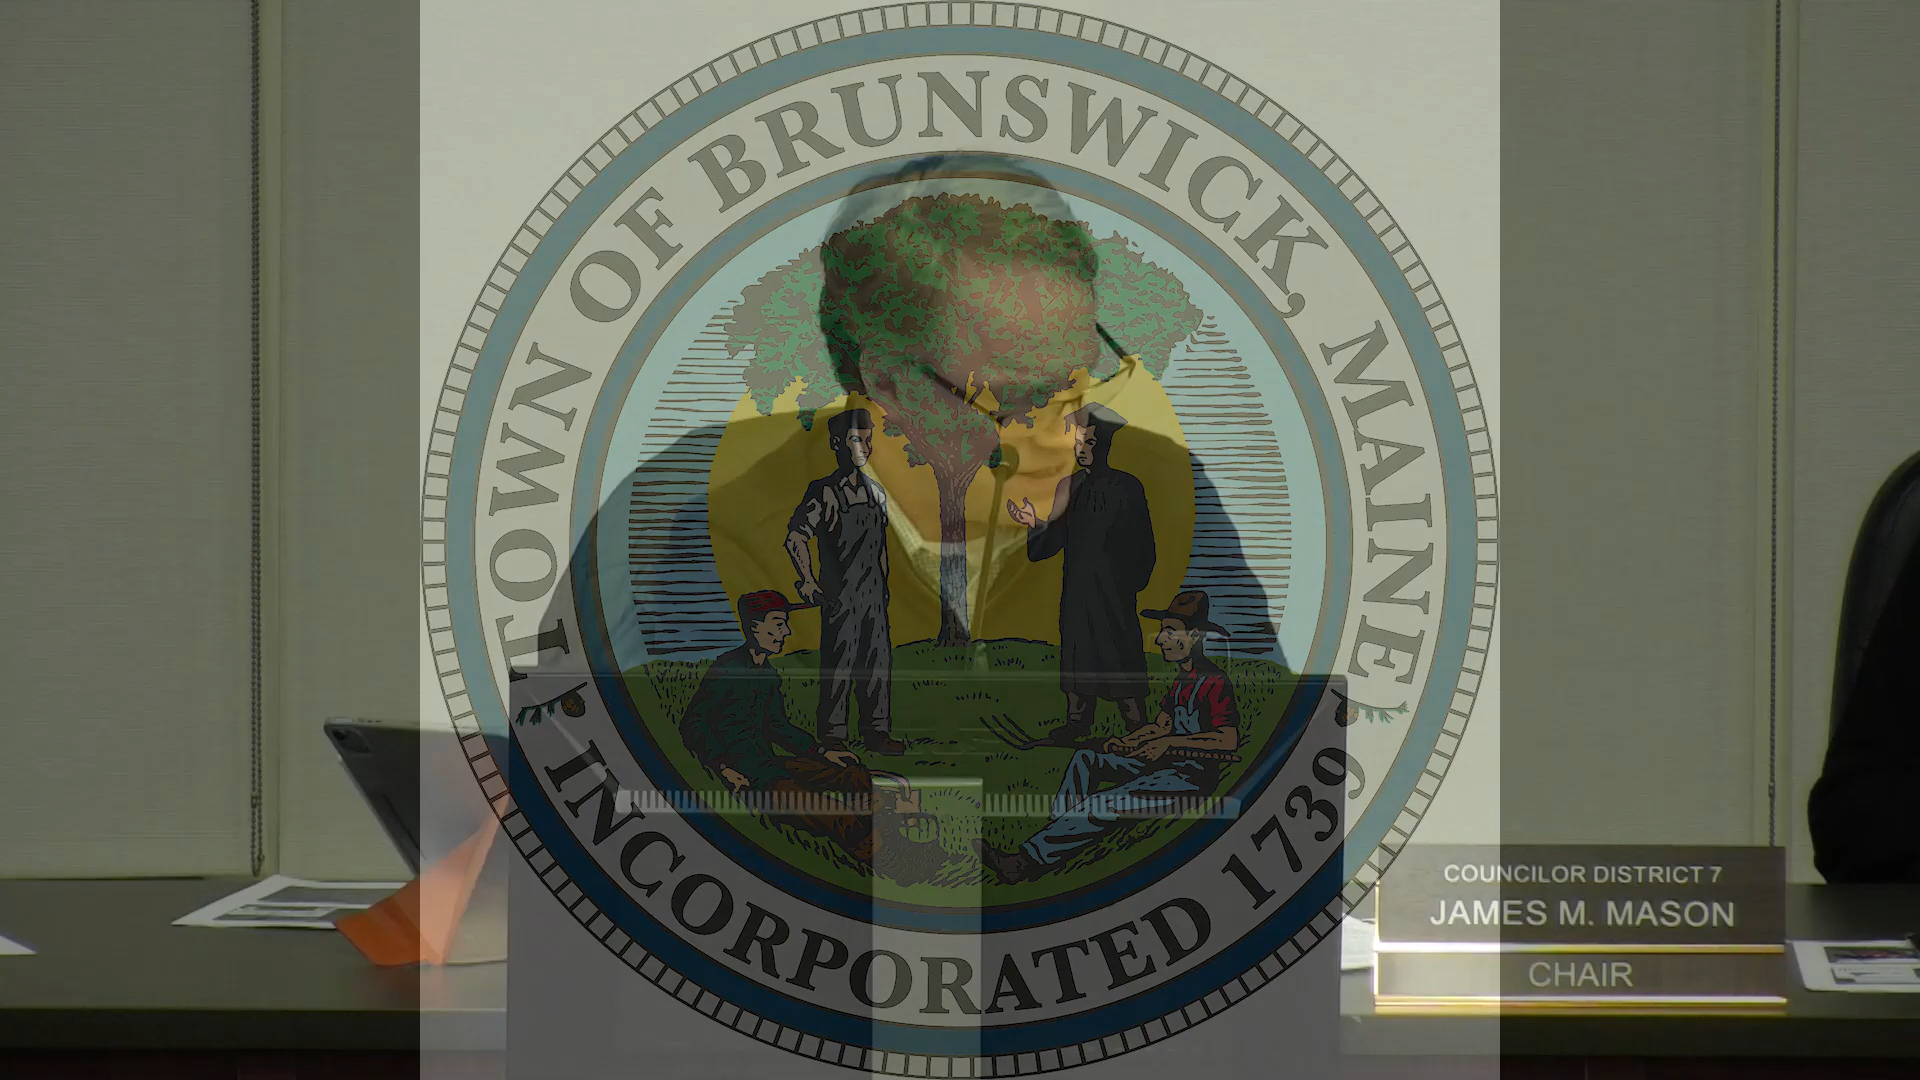 TOWN OF BRUNSWICK, MAINE
INCORPORATED 1739
COUNCILOR DISTRICT 7
JAMES M. MASON
CHAIR